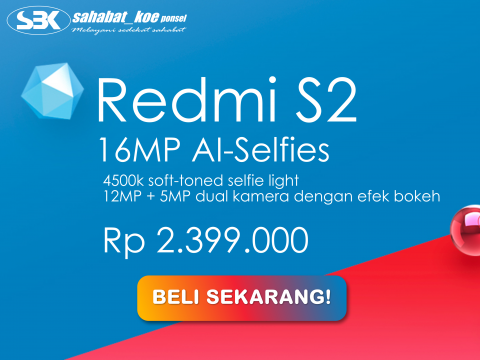 SBK
sahabat_koe ponsel
Melayani sedekat sahabat
Redmi S2
16MP AI-Selfies
4500k soft-toned selfie light
12MP + 5MP dual kamera dengan efek bokeh
Rp 2.399.000
BELI SEKARANG!